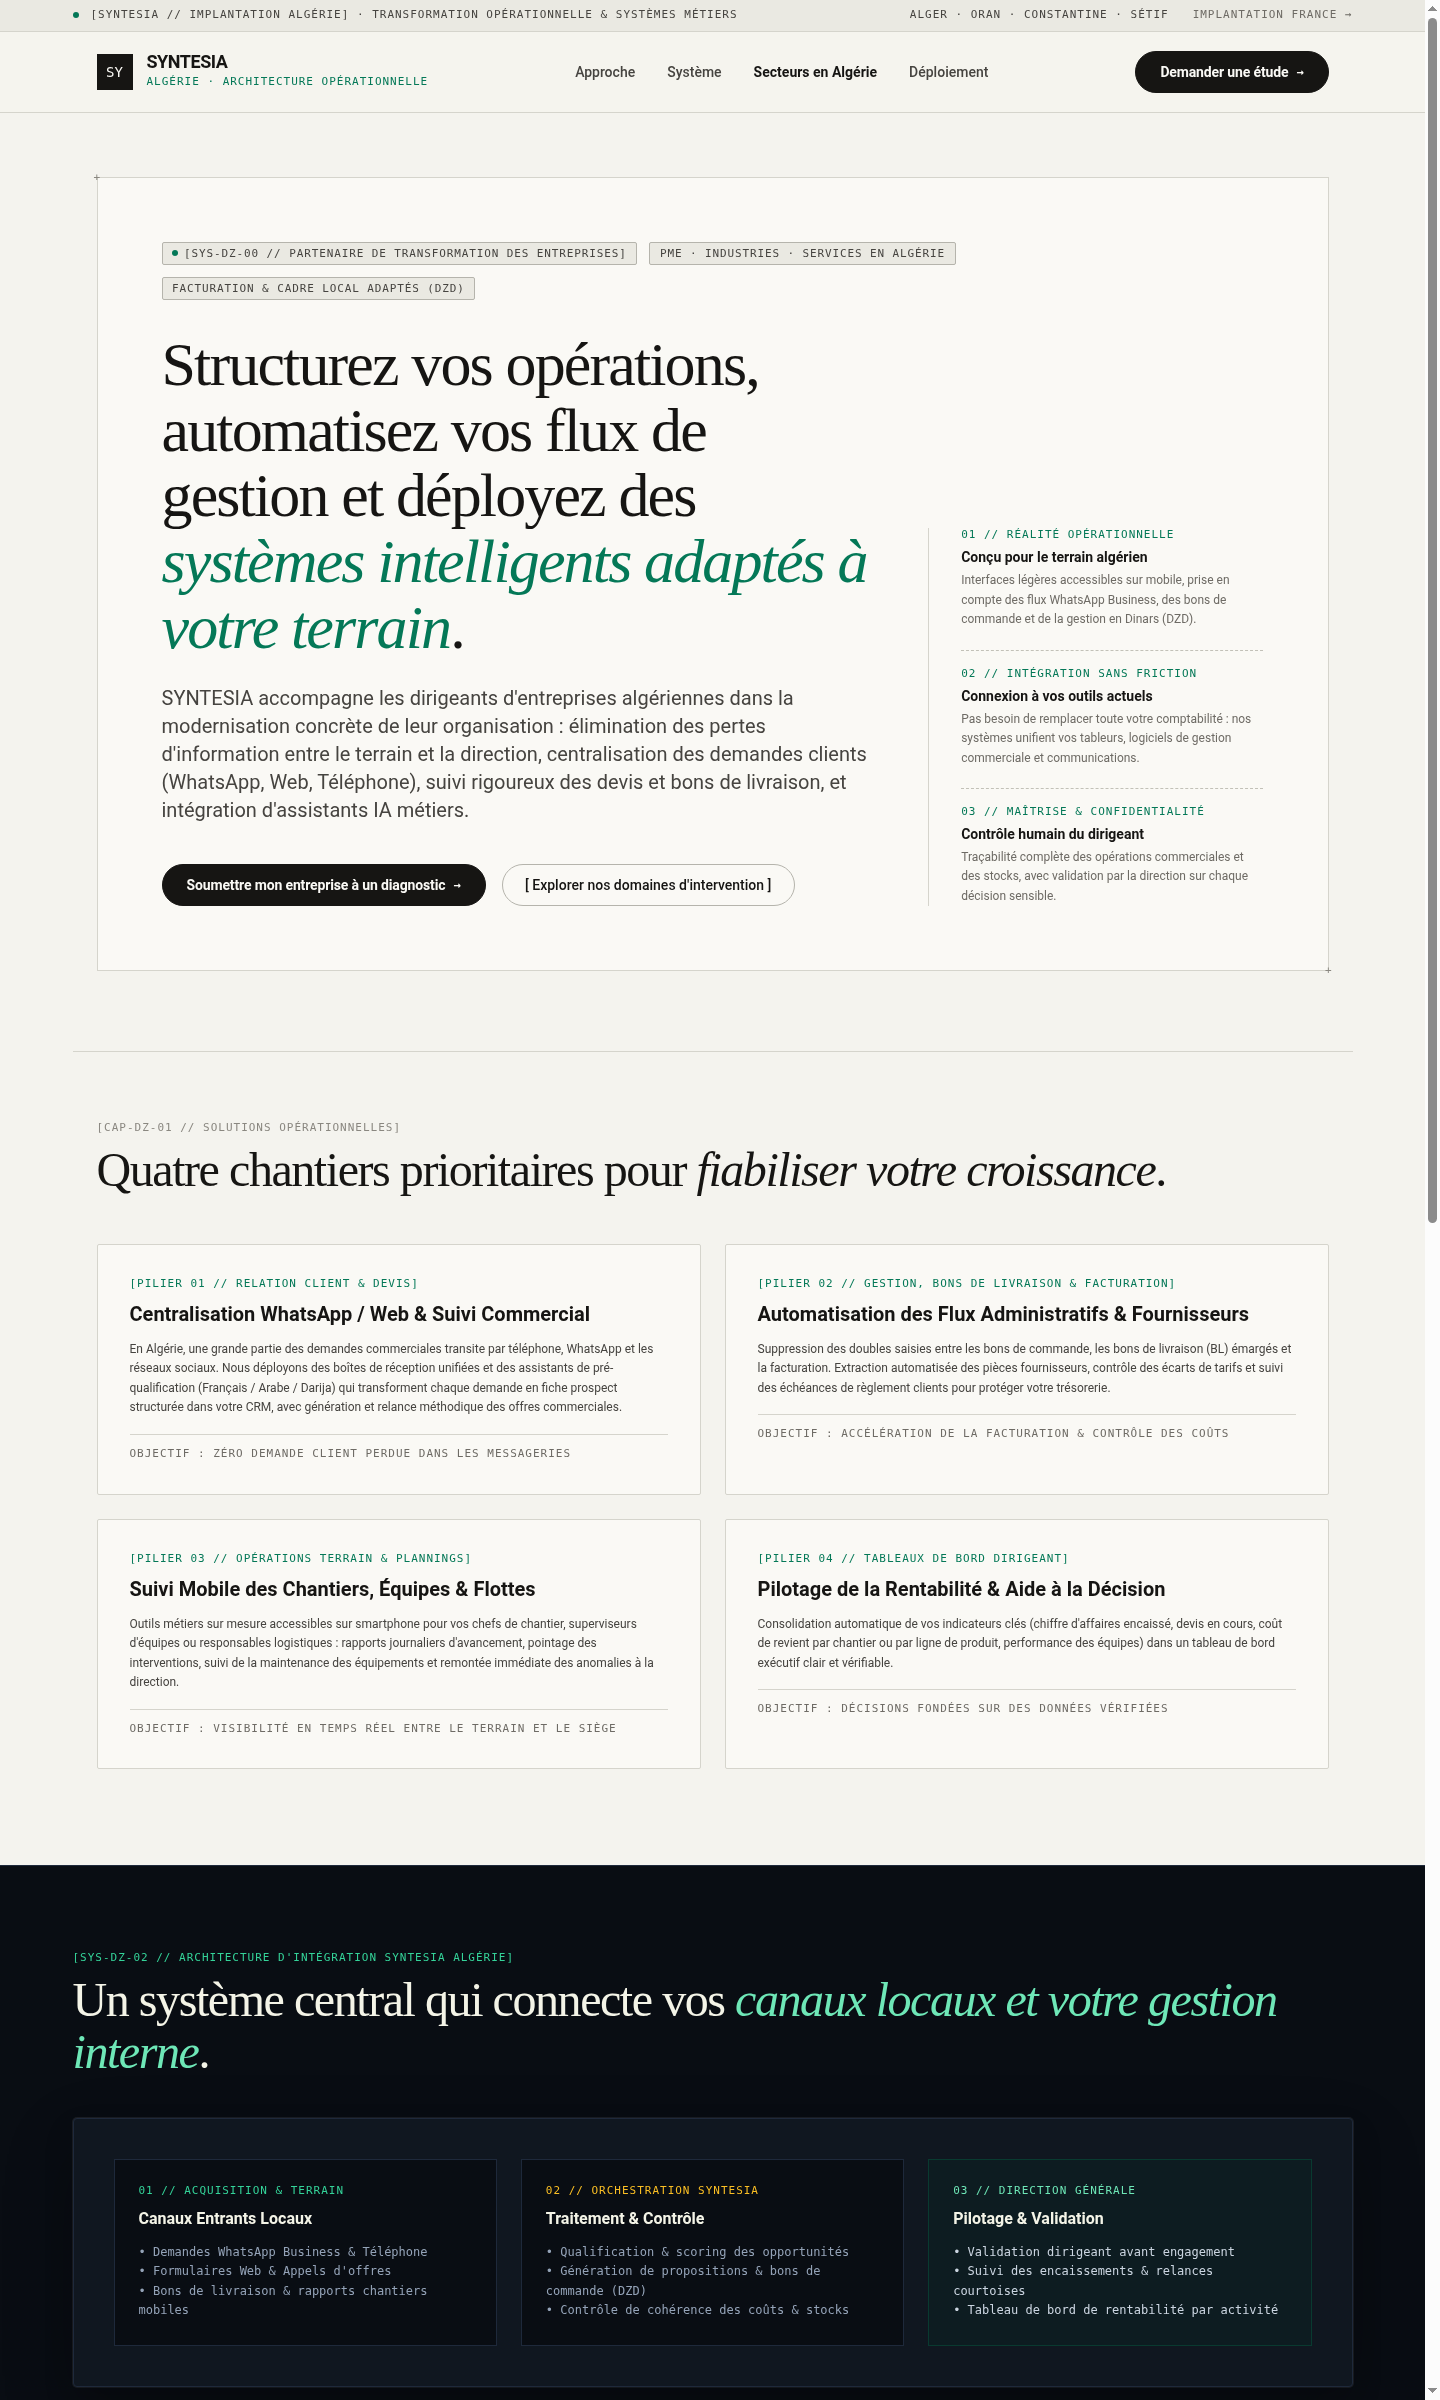 [SYNTESIA // IMPLANTATION ALGÉRIE] · TRANSFORMATION OPÉRATIONNELLE & SYSTÈMES MÉTIERS
ALGER · ORAN · CONSTANTINE · SÉTIF
IMPLANTATION FRANCE →
SY
SYNTESIA
ALGÉRIE · ARCHITECTURE OPÉRATIONNELLE
Approche
Système
Secteurs en Algérie
Déploiement
Demander une étude →
[SYS-DZ-00 // PARTENAIRE DE TRANSFORMATION DES ENTREPRISES]
PME · INDUSTRIES · SERVICES EN ALGÉRIE
FACTURATION & CADRE LOCAL ADAPTÉS (DZD)
Structurez vos opérations,
automatisez vos flux de
gestion et déployez des
systèmes intelligents adaptés à
votre terrain.
SYNTESIA accompagne les dirigeants d'entreprises algériennes dans la
modernisation concrète de leur organisation : élimination des pertes
d'information entre le terrain et la direction, centralisation des demandes clients
(WhatsApp, Web, Téléphone), suivi rigoureux des devis et bons de livraison, et
intégration d'assistants IA métiers.
Soumettre mon entreprise à un diagnostic →
[ Explorer nos domaines d'intervention ]
01 // RÉALITÉ OPÉRATIONNELLE
Conçu pour le terrain algérien
Interfaces légères accessibles sur mobile, prise en
compte des flux WhatsApp Business, des bons de
commande et de la gestion en Dinars (DZD).
02 // INTÉGRATION SANS FRICTION
Connexion à vos outils actuels
Pas besoin de remplacer toute votre comptabilité : nos
systèmes unifient vos tableurs, logiciels de gestion
commerciale et communications.
03 // MAÎTRISE & CONFIDENTIALITÉ
Contrôle humain du dirigeant
Traçabilité complète des opérations commerciales et
des stocks, avec validation par la direction sur chaque
décision sensible.
[CAP-DZ-01 // SOLUTIONS OPÉRATIONNELLES]
Quatre chantiers prioritaires pour fiabiliser votre croissance.
[PILIER 01 // RELATION CLIENT & DEVIS]
Centralisation WhatsApp / Web & Suivi Commercial
En Algérie, une grande partie des demandes commerciales transite par téléphone, WhatsApp et les
réseaux sociaux. Nous déployons des boîtes de réception unifiées et des assistants de pré-
qualification (Français / Arabe / Darija) qui transforment chaque demande en fiche prospect
structurée dans votre CRM, avec génération et relance méthodique des offres commerciales.
OBJECTIF : ZÉRO DEMANDE CLIENT PERDUE DANS LES MESSAGERIES
[PILIER 02 // GESTION, BONS DE LIVRAISON & FACTURATION]
Automatisation des Flux Administratifs & Fournisseurs
Suppression des doubles saisies entre les bons de commande, les bons de livraison (BL) émargés et
la facturation. Extraction automatisée des pièces fournisseurs, contrôle des écarts de tarifs et suivi
des échéances de règlement clients pour protéger votre trésorerie.
OBJECTIF : ACCÉLÉRATION DE LA FACTURATION & CONTRÔLE DES COÛTS
[PILIER 03 // OPÉRATIONS TERRAIN & PLANNINGS]
Suivi Mobile des Chantiers, Équipes & Flottes
Outils métiers sur mesure accessibles sur smartphone pour vos chefs de chantier, superviseurs
d'équipes ou responsables logistiques : rapports journaliers d'avancement, pointage des
interventions, suivi de la maintenance des équipements et remontée immédiate des anomalies à la
direction.
OBJECTIF : VISIBILITÉ EN TEMPS RÉEL ENTRE LE TERRAIN ET LE SIÈGE
[PILIER 04 // TABLEAUX DE BORD DIRIGEANT]
Pilotage de la Rentabilité & Aide à la Décision
Consolidation automatique de vos indicateurs clés (chiffre d'affaires encaissé, devis en cours, coût
de revient par chantier ou par ligne de produit, performance des équipes) dans un tableau de bord
exécutif clair et vérifiable.
OBJECTIF : DÉCISIONS FONDÉES SUR DES DONNÉES VÉRIFIÉES
[SYS-DZ-02 // ARCHITECTURE D'INTÉGRATION SYNTESIA ALGÉRIE]
Un système central qui connecte vos canaux locaux et votre gestion
interne.
01 // ACQUISITION & TERRAIN
Canaux Entrants Locaux
• Demandes WhatsApp Business & Téléphone
• Formulaires Web & Appels d'offres
• Bons de livraison & rapports chantiers
mobiles
02 // ORCHESTRATION SYNTESIA
Traitement & Contrôle
• Qualification & scoring des opportunités
• Génération de propositions & bons de
commande (DZD)
• Contrôle de cohérence des coûts & stocks
03 // DIRECTION GÉNÉRALE
Pilotage & Validation
• Validation dirigeant avant engagement
• Suivi des encaissements & relances
courtoises
• Tableau de bord de rentabilité par activité